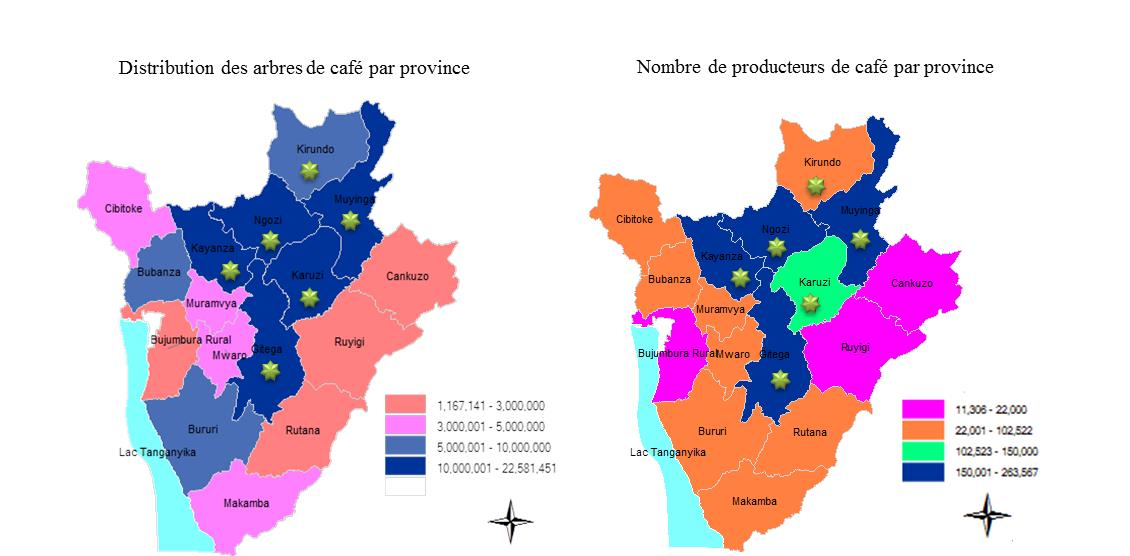 Distribution des arbres de café par province
Kirundo
Muyinga
Cibitoke
Ngozi
Kayanza
Bubanza
Karuzi
Cankuzo
Muramvya
Bujumbura Rural
Mwaro
Gitega
Ruyigi
Bururi
Rutana
Lac Tanganyika
Makamba
1,167,141 - 3,000,000
3,000,001 - 5,000,000
5,000,001 - 10,000,000
10,000,001 - 22,581,451
Nombre de producteurs de café par province
Kirundo
Muyinga
Cibitoke
Ngozi
Kayanza
Bubanza
Karuzi
Cankuzo
Muramvya
Bujumbura Rural
Mwaro
Gitega
Ruyigi
Bururi
Rutana
Lac Tanganyika
Makamba
11,306 - 22,000
22,001 - 102,522
102,523 - 150,000
150,001 - 263,567